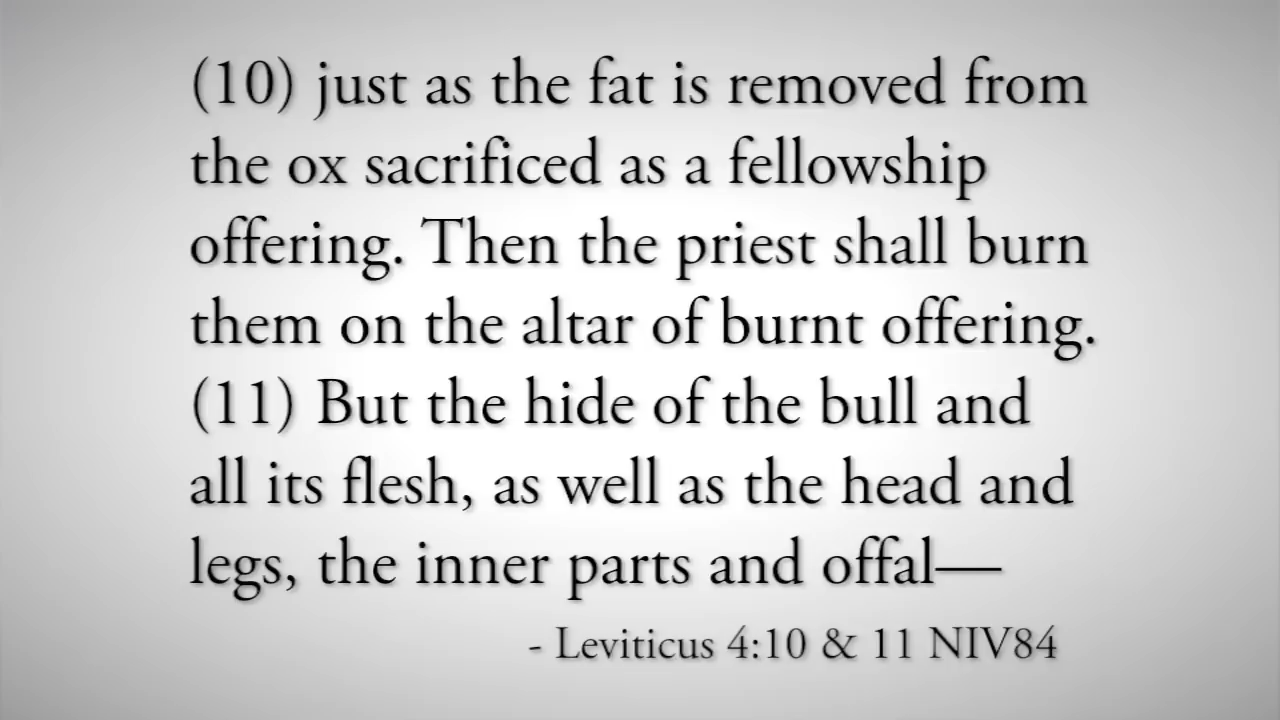 (10) just as the fat is removed from
the ox sacrificed as a fellowship
offering. Then the priest shall burn
them on the altar of burnt offering.
(11) But the hide of the bull and
all its flesh, as well as the head and
legs, the inner parts and offal—
- Leviticus 4:10 & 11 NIV84